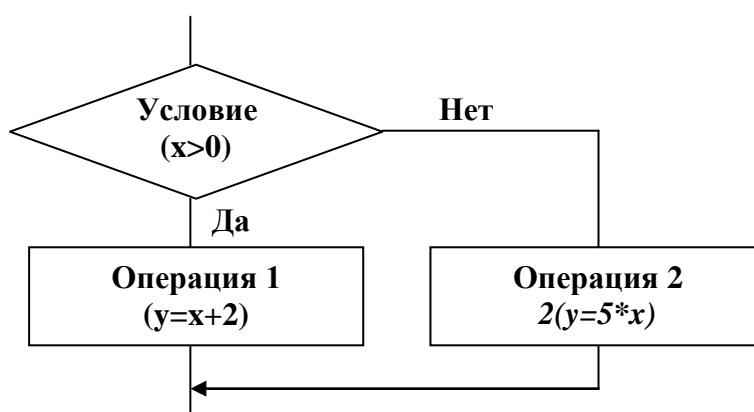 Условие
(x>0)
Нет
Да
Операция 1
(y=x+2)
Операция 2
2(y=5*x)